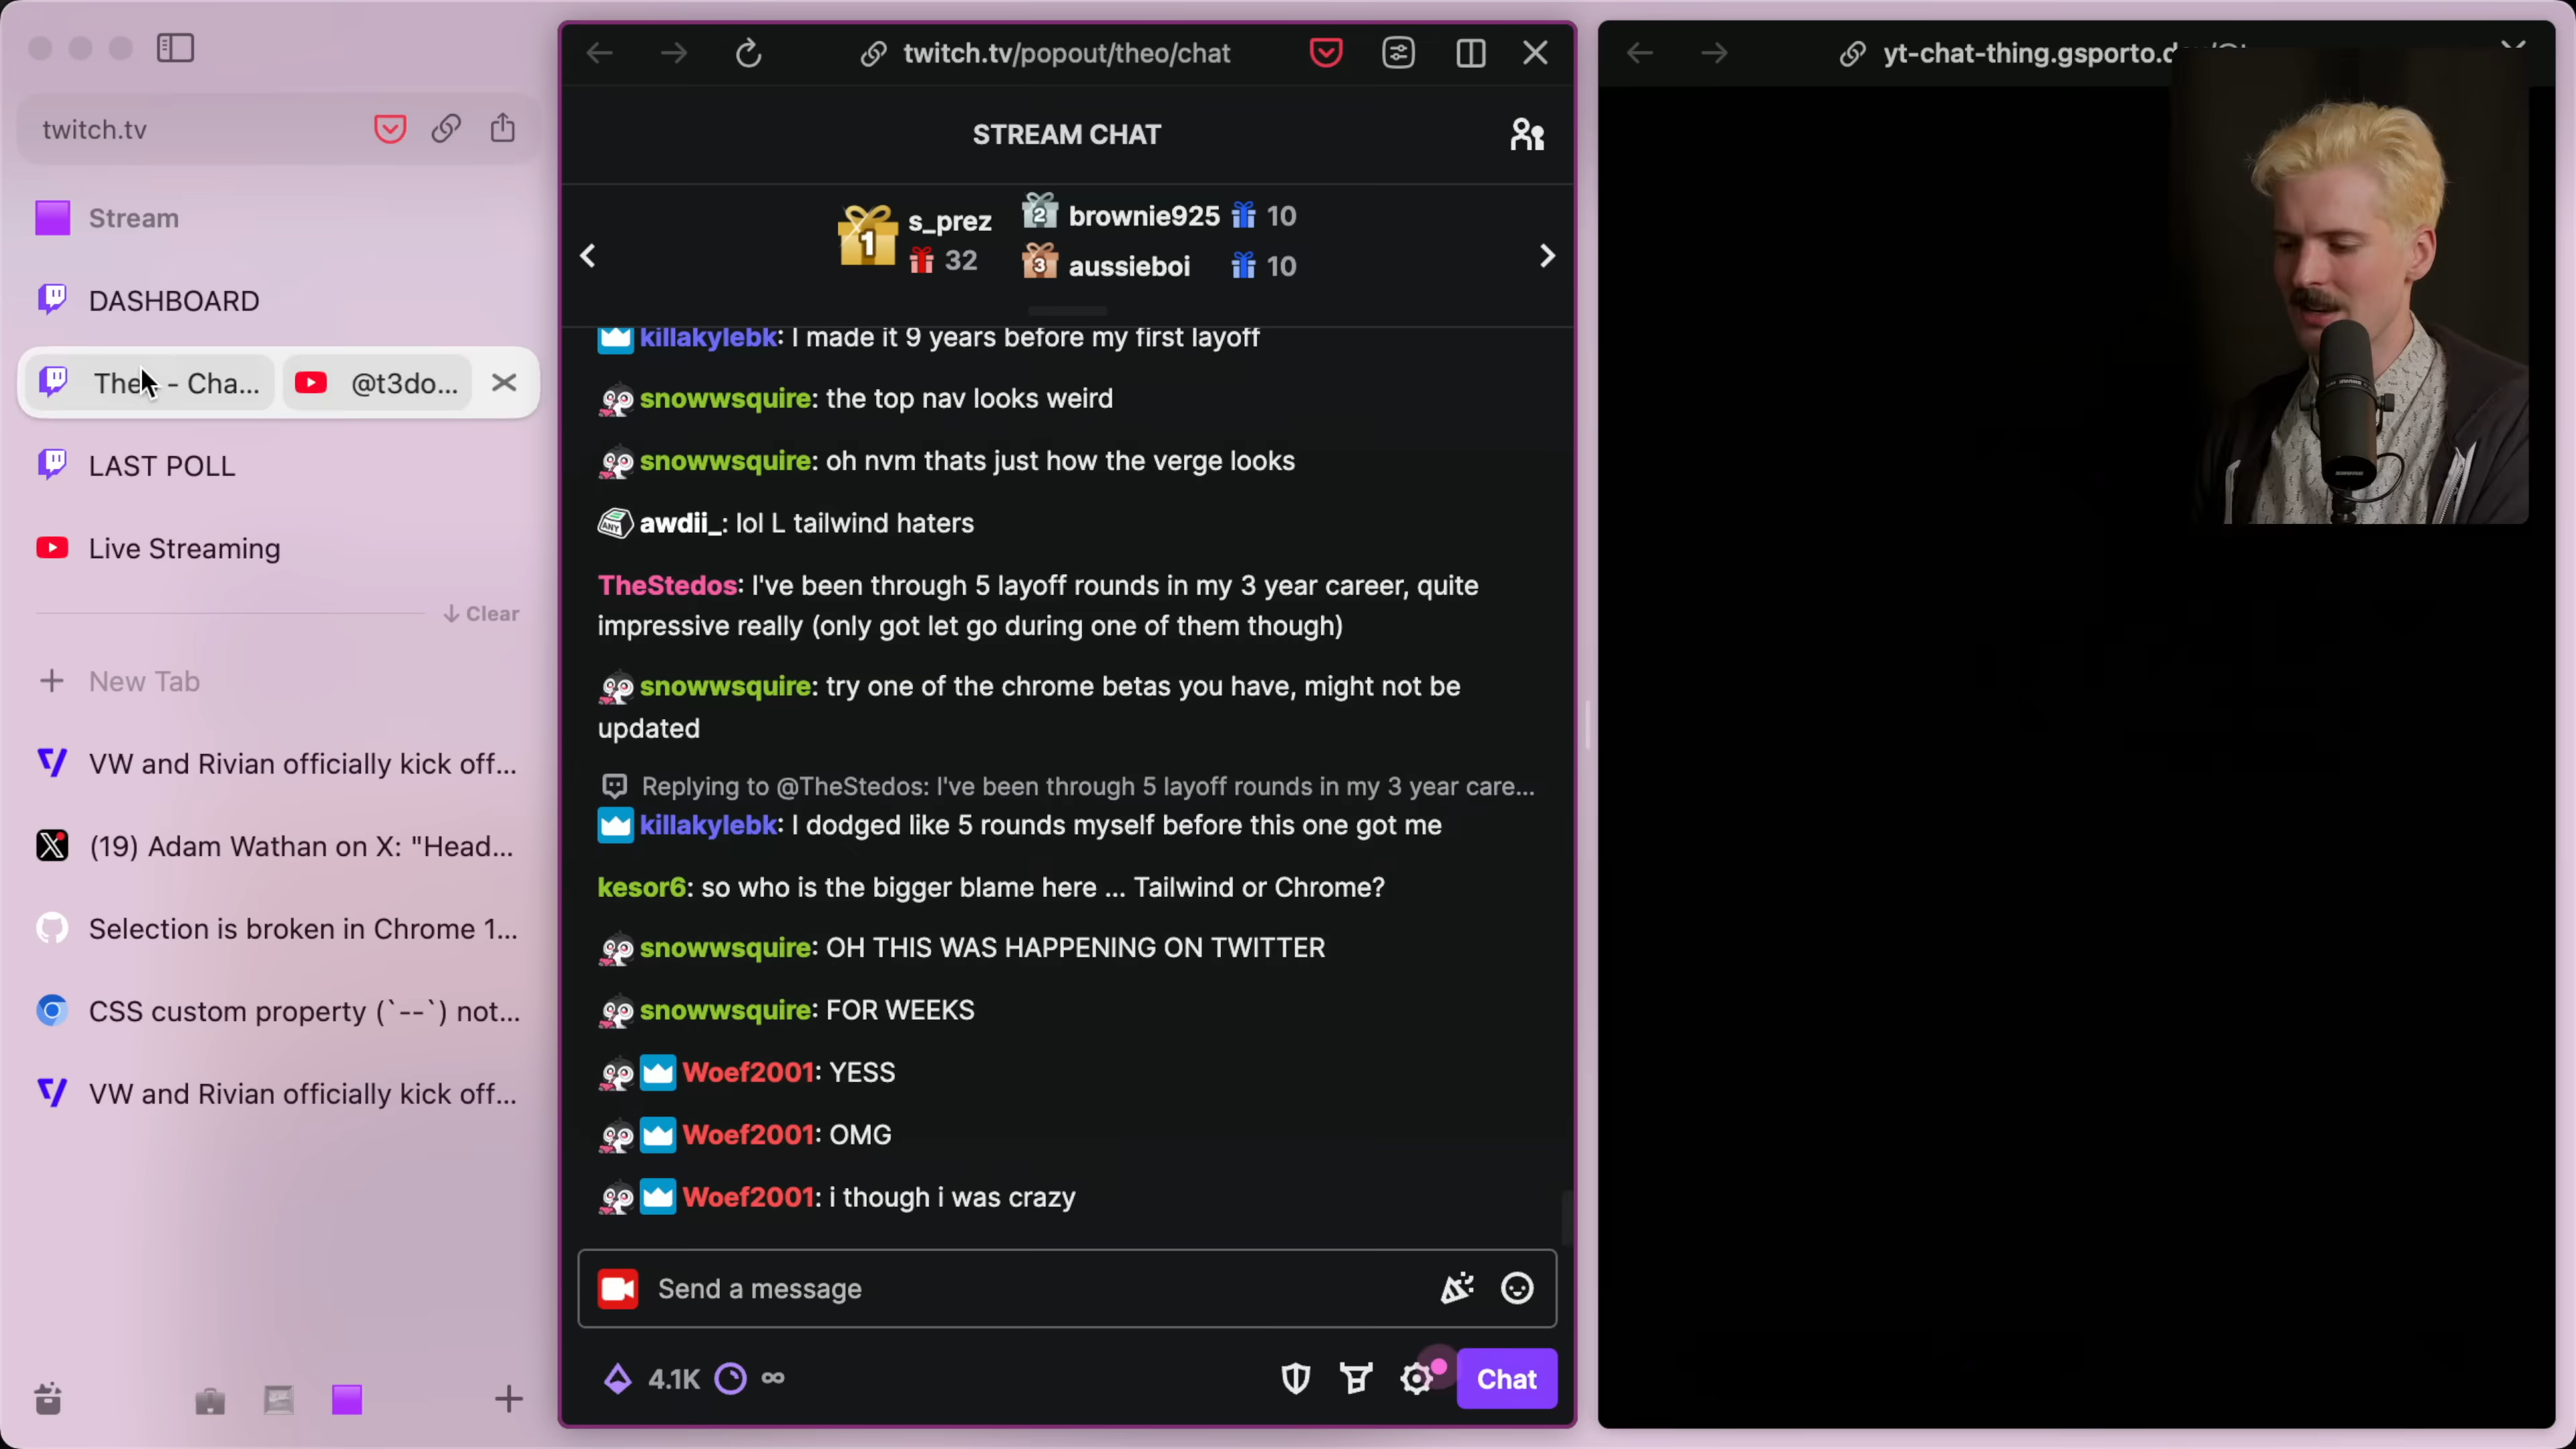 twitch.tv
Stream
DASHBOARD
The - Cha...
@t3do...
LAST POLL
Live Streaming
Clear
New Tab
VW and Rivian officially kick off...
(19) Adam Wathan on X: "Head...
Selection is broken in Chrome 1...
CSS custom property (`--`) not...
VW and Rivian officially kick off...
twitch.tv/popout/theo/chat
STREAM CHAT
1 s_prez
32
2 brownie925 10
3 aussieboi 10
killakylebk: I made it 9 years before my first layoff
snowwsquire: the top nav looks weird
snowwsquire: oh nvm thats just how the verge looks
ANY awdii_: lol L tailwind haters
TheStedos: I've been through 5 layoff rounds in my 3 year career, quite
impressive really (only got let go during one of them though)
snowwsquire: try one of the chrome betas you have, might not be
updated
Replying to @TheStedos: I've been through 5 layoff rounds in my 3 year care...
killakylebk: I dodged like 5 rounds myself before this one got me
kesor6: so who is the bigger blame here ... Tailwind or Chrome?
snowwsquire: OH THIS WAS HAPPENING ON TWITTER
snowwsquire: FOR WEEKS
Woef2001: YESS
Woef2001: OMG
Woef2001: i though i was crazy
Send a message
4.1K ∞
Chat
yt-chat-thing.gsporto.d